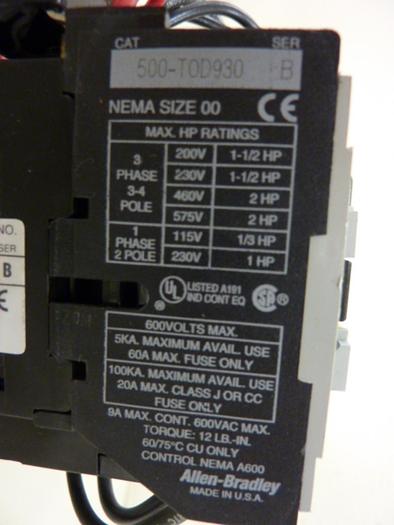 CAT SER
500-TOD930 B
NEMA SIZE 00 CE
MAX. HP RATINGS
3 PHASE 3-4 POLE 200V 1-1/2 HP
230V 1-1/2 HP
460V 2 HP
575V 2 HP
1 PHASE 2 POLE 115V 1/3 HP
230V 1 HP
UL ® LISTED A191 IND CONT EQ SA ®
600VOLTS MAX.
5KA. MAXIMUM AVAIL. USE
60A MAX. FUSE ONLY
100KA. MAXIMUM AVAIL. USE
20A MAX. CLASS J OR CC
FUSE ONLY
9A MAX. CONT. 600VAC MAX.
TORQUE: 12 LB.-IN.
60/75°C CU ONLY
CONTROL NEMA A600
Allen-Bradley
MADE IN U.S.A.
NO.
SER
B
CE